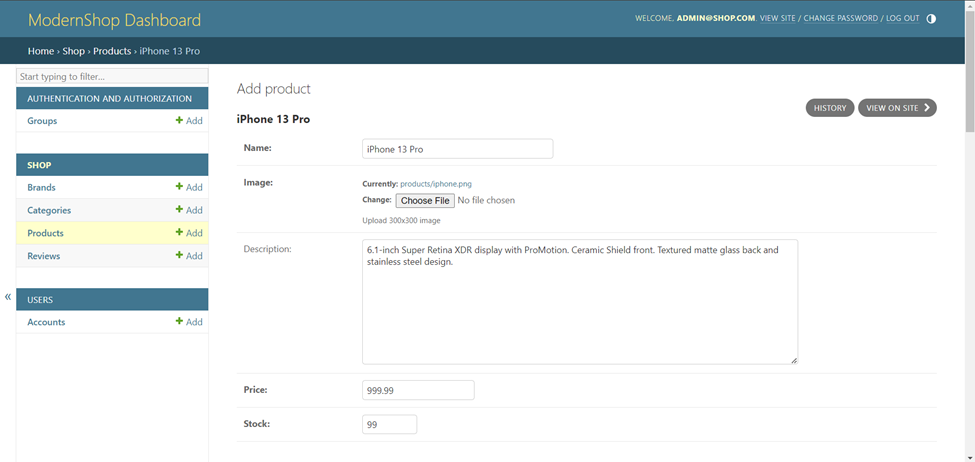 ModernShop Dashboard
WELCOME, ADMIN@SHOP.COM. VIEW SITE / CHANGE PASSWORD / LOG OUT
Home › Shop › Products › iPhone 13 Pro
Start typing to filter...
AUTHENTICATION AND AUTHORIZATION
Groups + Add
SHOP
Brands + Add
Categories + Add
Products + Add
Reviews + Add
«
USERS
Accounts + Add
Add product
HISTORY
VIEW ON SITE
iPhone 13 Pro
Name: iPhone 13 Pro
Image: Currently: products/iphone.png
Change: Choose File No file chosen
Upload 300x300 image
Description: 6.1-inch Super Retina XDR display with ProMotion. Ceramic Shield front. Textured matte glass back and
stainless steel design.
Price: 999.99
Stock: 99